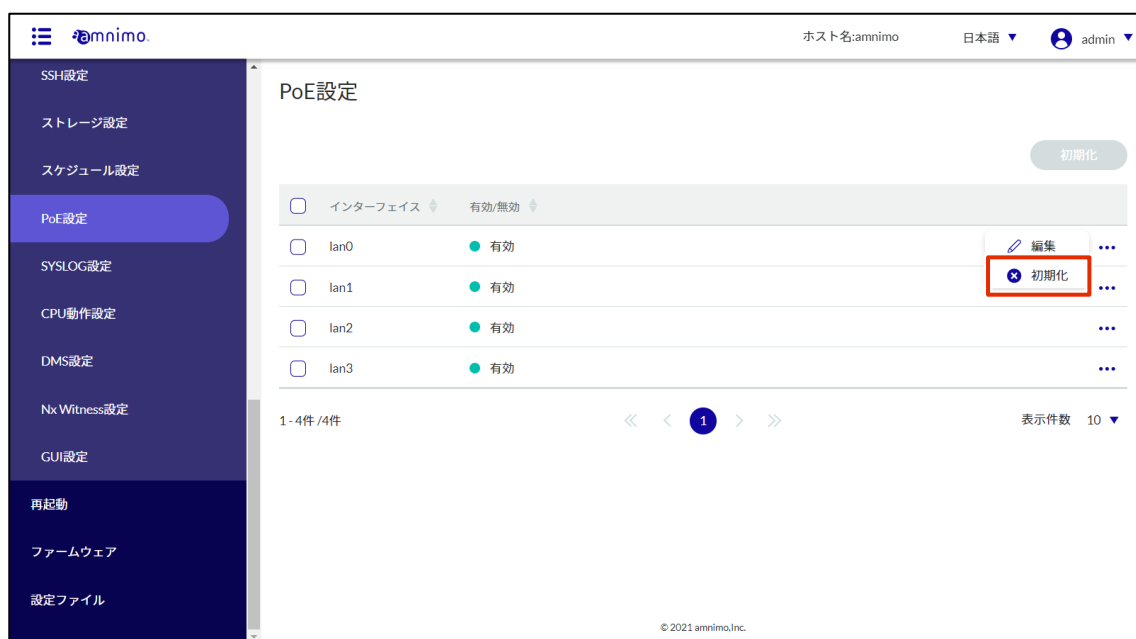 amnimo
ホスト名:amnimo
日本語
admin
SSH設定
ストレージ設定
スケジュール設定
PoE設定
SYSLOG設定
CPU動作設定
DMS設定
Nx Witness設定
GUI設定
再起動
ファームウェア
設定ファイル
PoE設定
初期化
インターフェイス 有効/無効
lan0 有効 編集
初期化
lan1 有効
lan2 有効
lan3 有効
1 - 4件 /4件
1
表示件数 10
© 2021 amnimo,Inc.